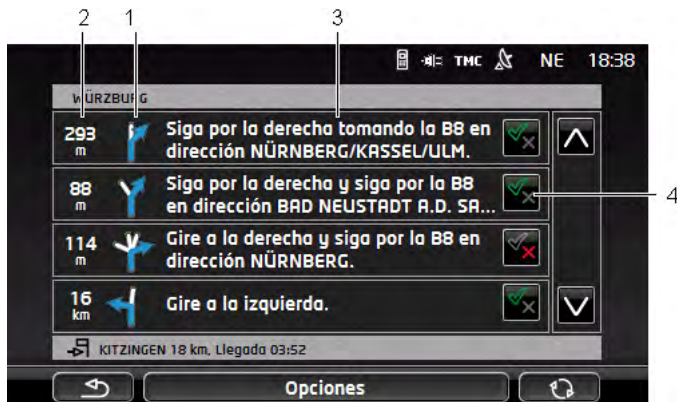 2 1 3
TMC NE 18:38
WÜRZBURG
293 m Siga por la derecha tomando la B8 en
dirección NÜRNBERG/KASSEL/ULM.
88 m Siga por la derecha y siga por la B8
en dirección BAD NEUSTADT A.D. SA...
4
114 m Gire a la derecha y siga por la B8 en
dirección NÜRNBERG.
16 km Gire a la izquierda.
KITZINGEN 18 km, Llegada 03:52
Opciones